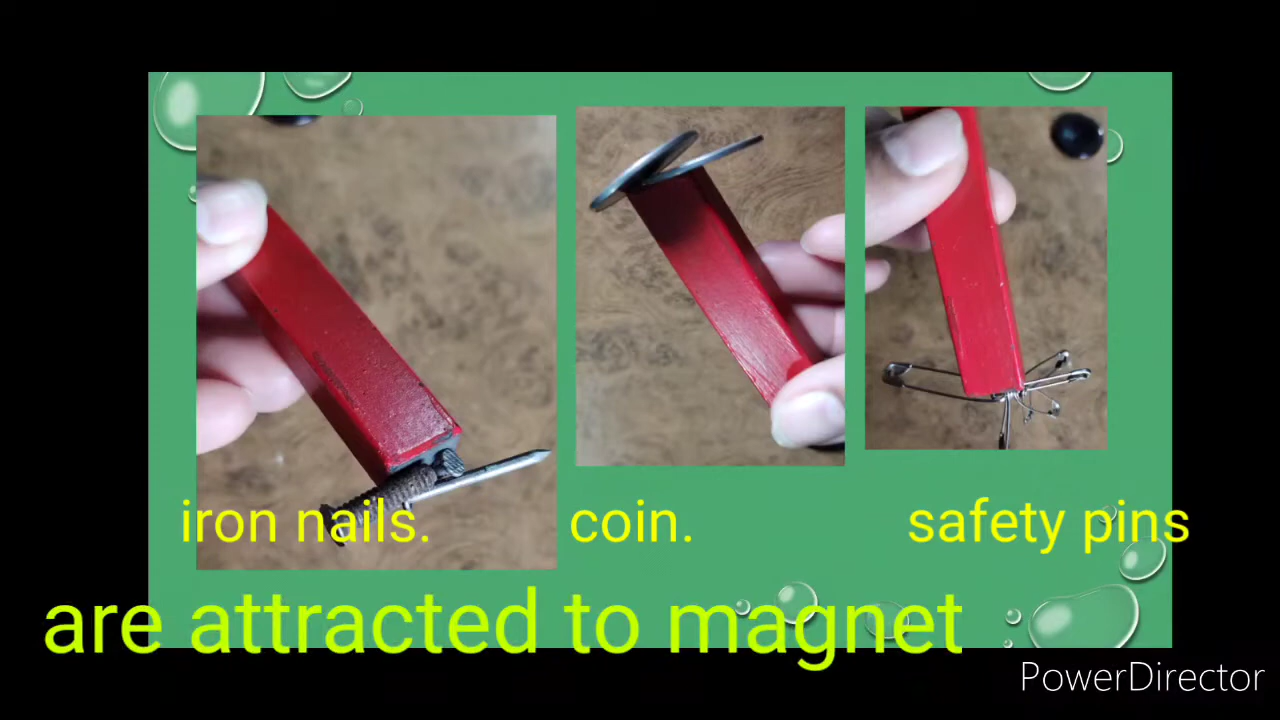 iron nails. coin. safety pins
are attracted to magnet
PowerDirector